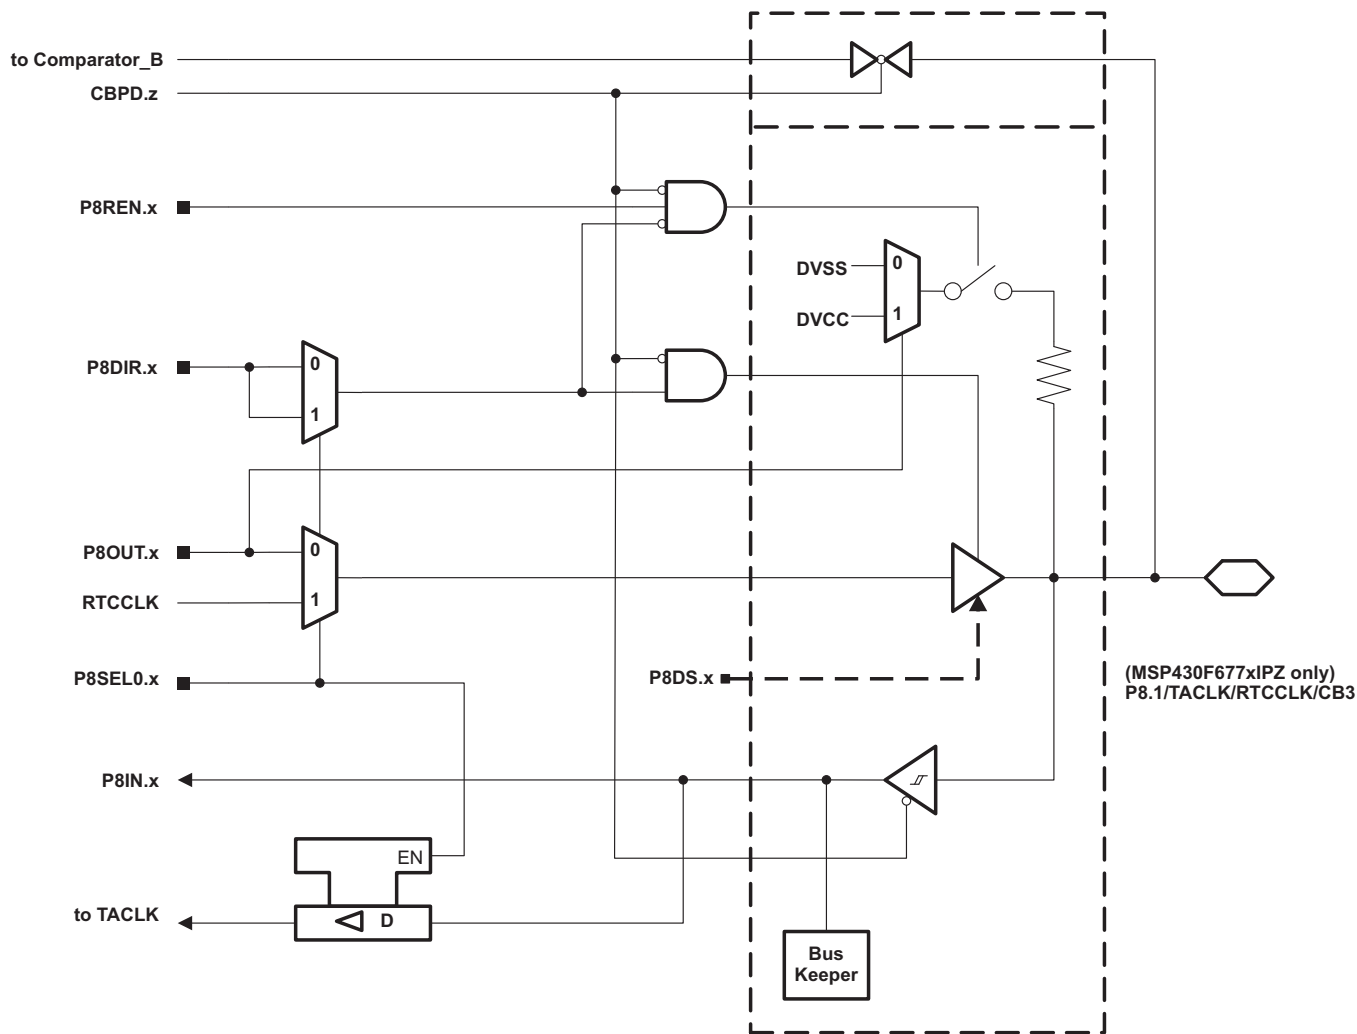 to Comparator_B
CBPD.z
P8REN.x
DVSS
0
DVCC
1
P8DIR.x
0
1
P8OUT.x
0
RTCCLK
1
P8SEL0.x
P8DS.x
(MSP430F677xIPZ only)
P8.1/TACLK/RTCCLK/CB3
P8IN.x
EN
to TACLK
D
Bus
Keeper